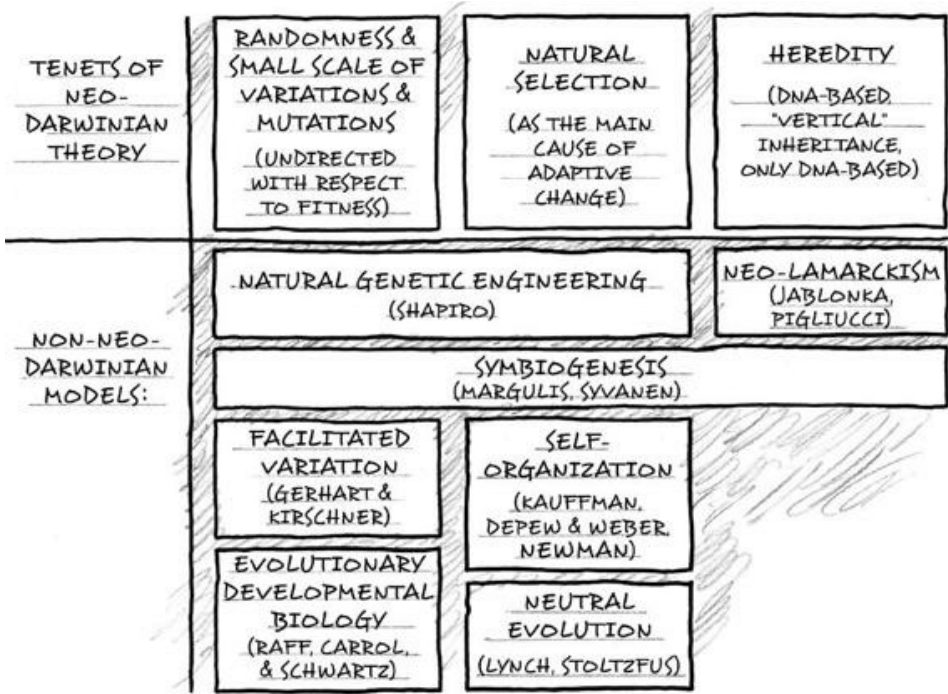 TENETS OF
NEO-
DARWINIAN
THEORY
RANDOMNESS &
SMALL SCALE OF
VARIATIONS &
MUTATIONS
(UNDIRECTED
WITH RESPECT
TO FITNESS)
NATURAL
SELECTION
(AS THE MAIN
CAUSE OF
ADAPTIVE
CHANGE)
HEREDITY
(DNA-BASED,
"VERTICAL"
INHERITANCE,
ONLY DNA-BASED)
NON-NEO-
DARWINIAN
MODELS:
NATURAL GENETIC ENGINEERING
(SHAPIRO)
NEO-LAMARCKISM
(JABLONKA,
PIGLIUCCI)
SYMBIOGENESIS
(MARGULIS, SYVANEN)
FACILITATED
VARIATION
(GERHART &
KIRSCHNER)
SELF-
ORGANIZATION
(KAUFFMAN,
DEPEW & WEBER,
NEWMAN)
EVOLUTIONARY
DEVELOPMENTAL
BIOLOGY
(RAFF, CARROL,
& SCHWARTZ)
NEUTRAL
EVOLUTION
(LYNCH, STOLTZFUS)